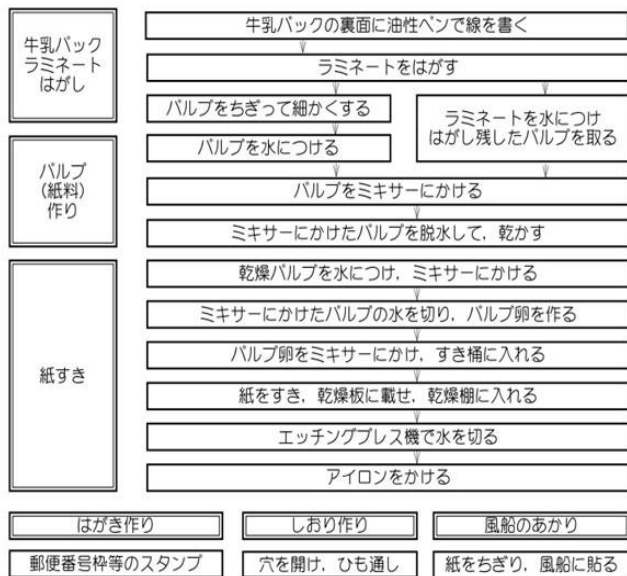 牛乳パック
ラミネート
はがし
牛乳パックの裏面に油性ペンで線を書く
ラミネートをはがす
パルプをちぎって細かくする
ラミネートを水につけ
はがし残したパルプを取る
パルプを水につける
パルプ
(紙料)
作り
パルプをミキサーにかける
ミキサーにかけたパルプを脱水して，乾かす
紙すき
乾燥パルプを水につけ，ミキサーにかける
ミキサーにかけたパルプの水を切り，パルプ卵を作る
パルプ卵をミキサーにかけ，すき桶に入れる
紙をすき，乾燥板に載せ，乾燥棚に入れる
エッチングプレス機で水を切る
アイロンをかける
はがき作り
しおり作り
風船のあかり
郵便番号枠等のスタンプ
穴を開け，ひも通し
紙をちぎり，風船に貼る